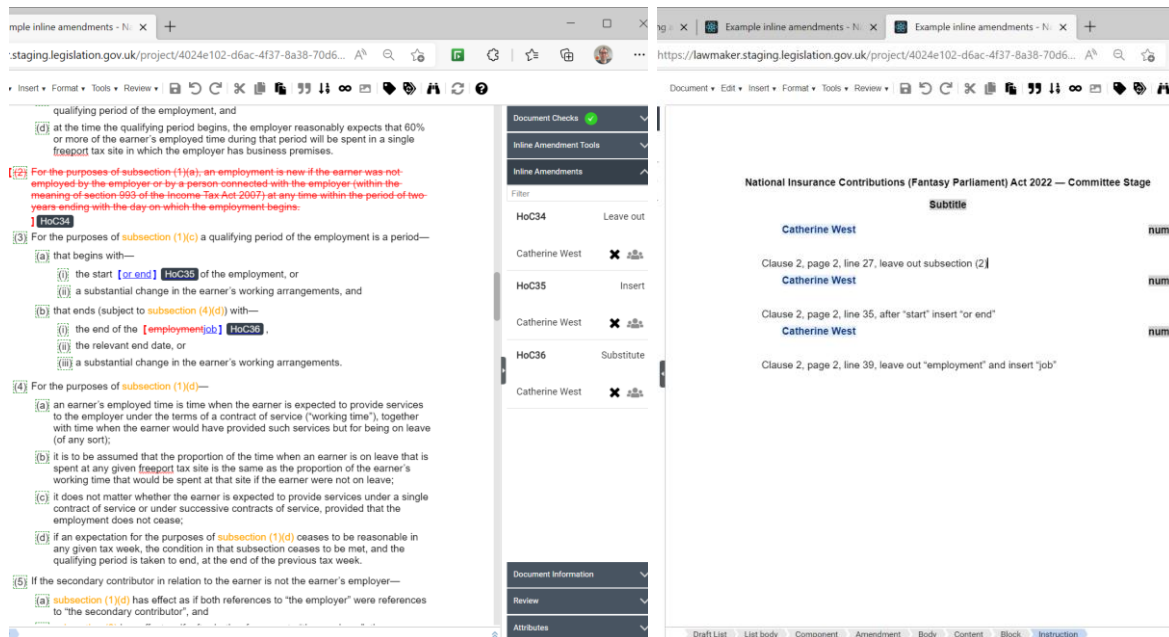 mple inline amendments - Na
.staging.legislation.gov.uk/project/4024e102-d6ac-4f37-8a38-70d6...
Insert Format Tools Review
qualifying period of the employment, and
(d) at the time the qualifying period begins, the employer reasonably expects that 60%
or more of the earner's employed time during that period will be spent in a single
freeport tax site in which the employer has business premises.
[(2) For the purposes of subsection (1)(a), an employment is new if the earner was not
employed by the employer or by a person connected with the employer (within the
meaning of section 993 of the Income Tax Act 2007) at any time within the period of two
years ending with the day on which the employment begins.
] HoC34
(3) For the purposes of subsection (1)(c) a qualifying period of the employment is a period—
(a) that begins with—
(i) the start [or end] HoC35 of the employment, or
(ii) a substantial change in the earner's working arrangements, and
(b) that ends (subject to subsection (4)(d)) with—
(i) the end of the [employmentjob] HoC36 ,
(ii) the relevant end date, or
(iii) a substantial change in the earner's working arrangements.
(4) For the purposes of subsection (1)(d)—
(a) an earner's employed time is time when the earner is expected to provide services
to the employer under the terms of a contract of service (“working time”), together
with time when the earner would have provided such services but for being on leave
(of any sort);
(b) it is to be assumed that the proportion of the time when an earner is on leave that is
spent at any given freeport tax site is the same as the proportion of the earner's
working time that would be spent at that site if the earner were not on leave;
(c) it does not matter whether the earner is expected to provide services under a single
contract of service or under successive contracts of service, provided that the
employment does not cease;
(d) if an expectation for the purposes of subsection (1)(d) ceases to be reasonable in
any given tax week, the condition in that subsection ceases to be met, and the
qualifying period is taken to end, at the end of the previous tax week.
(5) If the secondary contributor in relation to the earner is not the earner's employer—
(a) subsection (1)(d) has effect as if both references to “the employer” were references
to “the secondary contributor”, and
Document Checks
Inline Amendment Tools
Inline Amendments
Filter
HoC34 Leave out
Catherine West
HoC35 Insert
Catherine West
HoC36 Substitute
Catherine West
Document Information
Review
Attributes
Example inline amendments - Na
Example inline amendments - Na
https://lawmaker.staging.legislation.gov.uk/project/4024e102-d6ac-4f37-8a38-70d6...
Document Edit Insert Format Tools Review
National Insurance Contributions (Fantasy Parliament) Act 2022 — Committee Stage
Subtitle
Catherine West num
Clause 2, page 2, line 27, leave out subsection (2)
Catherine West num
Clause 2, page 2, line 35, after “start” insert “or end”
Catherine West num
Clause 2, page 2, line 39, leave out “employment” and insert “job”
Draft List List body Component Amendment Body Content Block Instruction